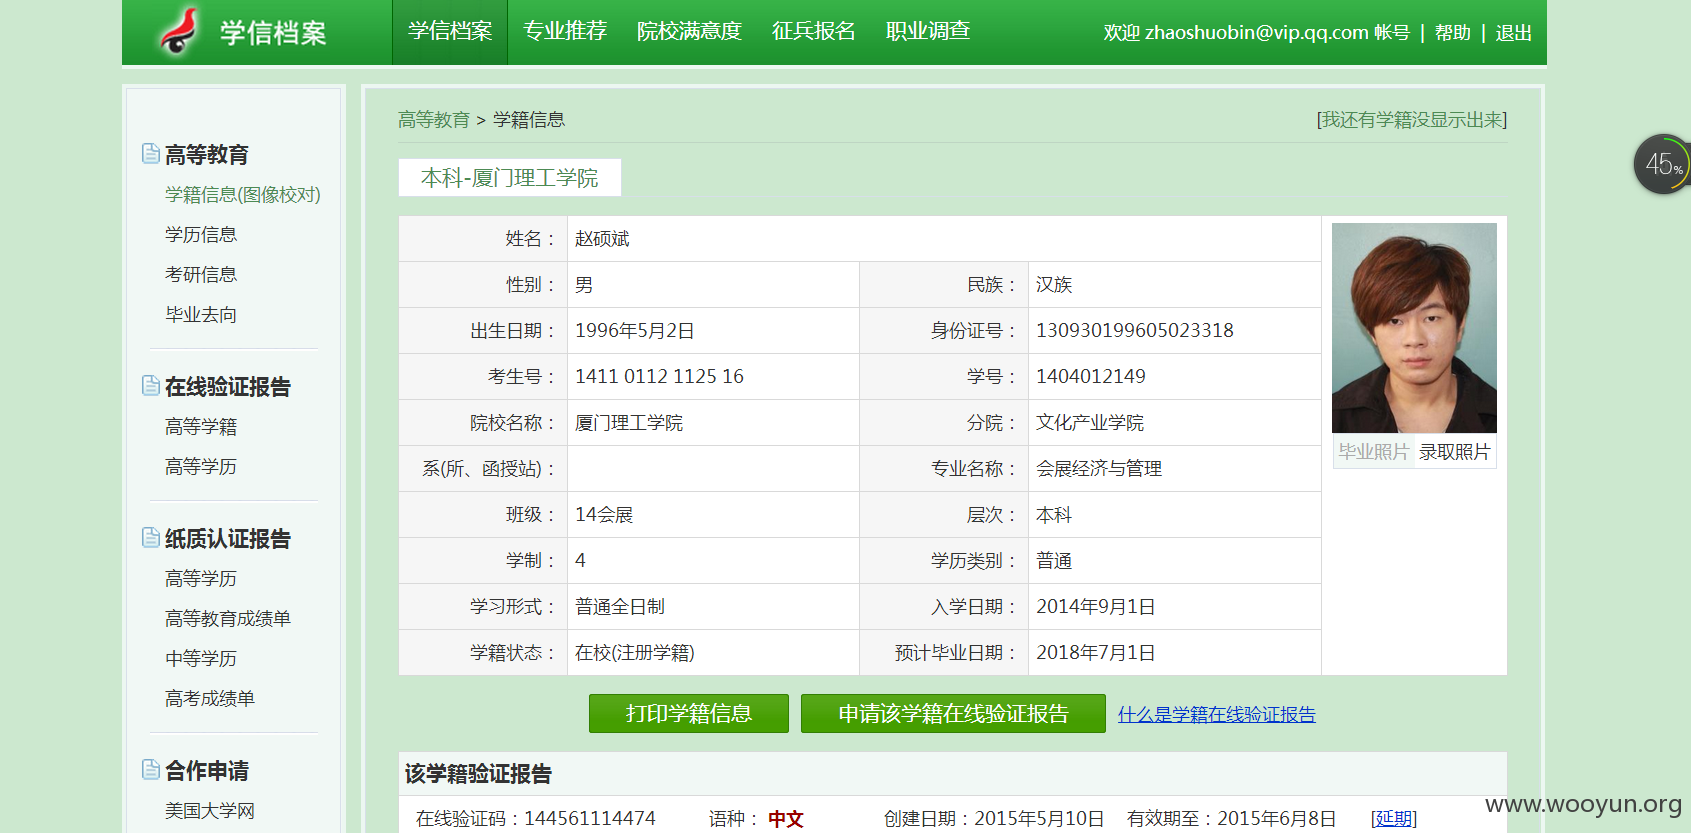 学信档案 学信档案 专业推荐 院校满意度 征兵报名 职业调查 欢迎 zhaoshuobin@vip.qq.com 帐号 | 帮助 | 退出
高等教育
学籍信息(图像校对)
学历信息
考研信息
毕业去向
在线验证报告
高等学籍
高等学历
纸质认证报告
高等学历
高等教育成绩单
中等学历
高考成绩单
合作申请
美国大学网
高等教育 > 学籍信息 [我还有学籍没显示出来]
本科-厦门理工学院
姓名： 赵硕斌
性别： 男 民族： 汉族
出生日期： 1996年5月2日 身份证号： 130930199605023318
考生号： 1411 0112 1125 16 学号： 1404012149
院校名称： 厦门理工学院 分院： 文化产业学院
系(所、函授站)： 专业名称： 会展经济与管理
班级： 14会展 层次： 本科
学制： 4 学历类别： 普通
学习形式： 普通全日制 入学日期： 2014年9月1日
学籍状态： 在校(注册学籍) 预计毕业日期： 2018年7月1日
毕业照片 录取照片
打印学籍信息 申请该学籍在线验证报告 什么是学籍在线验证报告
该学籍验证报告
在线验证码：144561114474 语种： 中文 创建日期：2015年5月10日 有效期至：2015年6月8日 [延期]
45%
www.wooyun.org